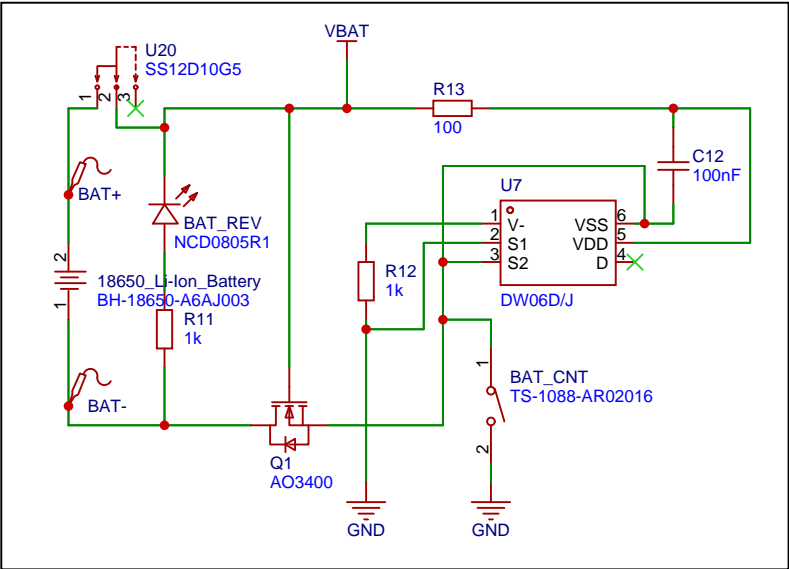 VBAT
U20
SS12D10G5
1
2
3
R13
100
C12
100nF
BAT+
U7
1
2
3
V-
S1
S2
VSS
VDD
D
6
5
4
DW06D/J
BAT_REV
NCD0805R1
2
18650_Li-Ion_Battery
BH-18650-A6AJ003
1
R11
1k
R12
1k
BAT-
1
BAT_CNT
TS-1088-AR02016
2
Q1
AO3400
GND
GND